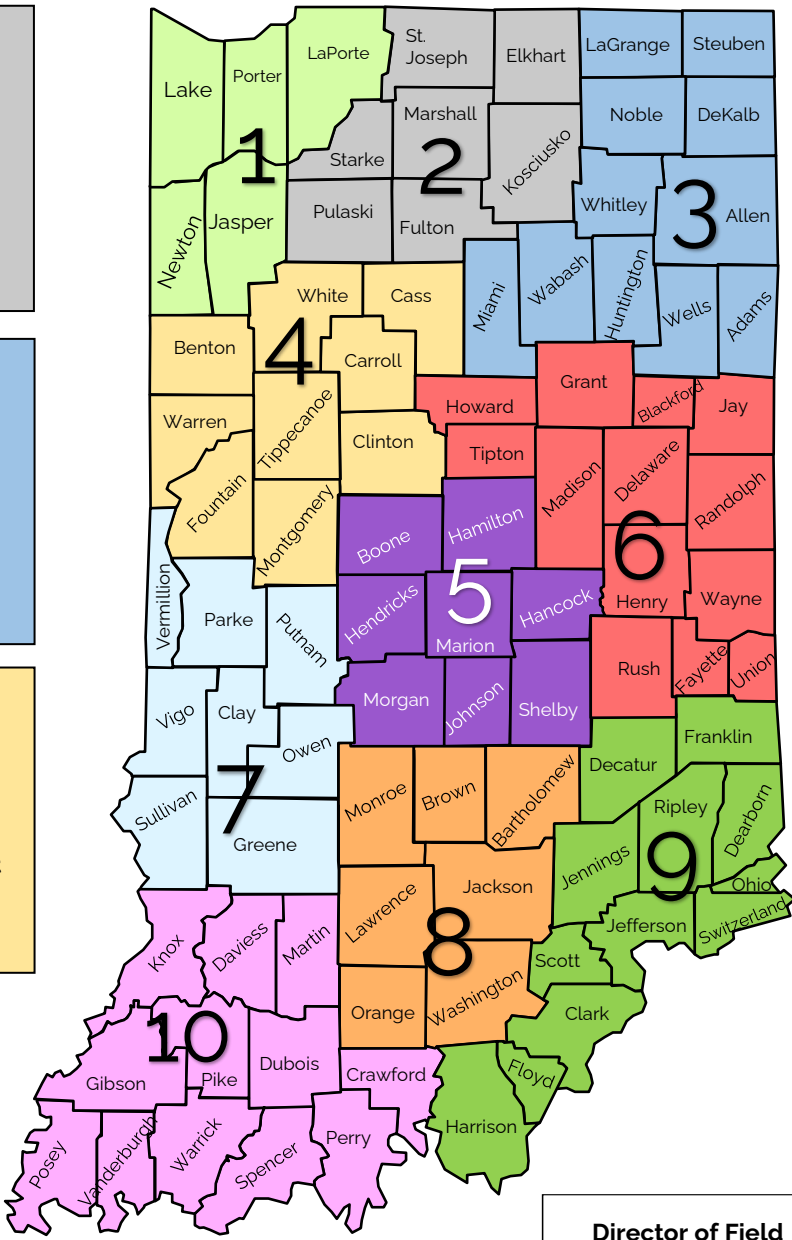 St.
Joseph
LaGrange
Steuben
LaPorte
Elkhart
Porter
Lake
Marshall
Noble
DeKalb
Starke
1
2
Kosciusko
Whitley
3
Allen
Pulaski
Jasper
Fulton
Newton
Miami
Wabash
Huntington
Wells
Adams
White
Cass
4
Benton
Carroll
Grant
Howard
Blackford
Jay
Warren
Tippecanoe
Clinton
Tipton
Madison
Delaware
Randolph
Fountain
Montgomery
Boone
Hamilton
6
Vermillion
Parke
Putnam
Hendricks
5
Marion
Hancock
Henry
Wayne
Rush
Fayette
Union
Vigo
Clay
Owen
Morgan
Johnson
Shelby
Franklin
Decatur
7
Sullivan
Greene
Monroe
Brown
Bartholomew
Ripley
Dearborn
Jennings
9
Ohio
Lawrence
Jackson
8
Jefferson
Switzerland
Knox
Daviess
Martin
Scott
Orange
Washington
Clark
10
Gibson
Pike
Dubois
Crawford
Floyd
Harrison
Posey
Vanderburgh
Warrick
Spencer
Perry
Director of Field